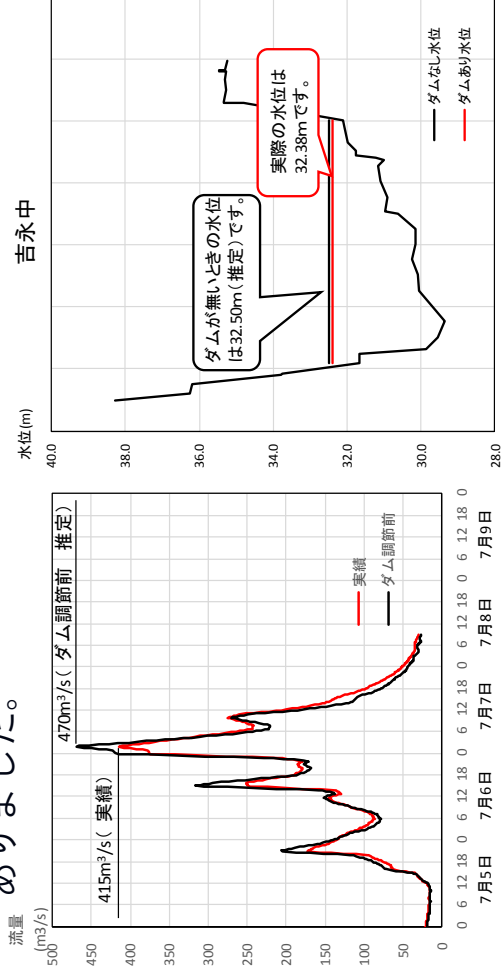 ありました。
流量
(m3/s)
500
450
400
350
300
250
200
150
100
50
0
470m³/s(ダム調節前 推定)
415m³/s(実績)
実績
ダム調節前
0 6 12 18 0 6 12 18 0 6 12 18 0 6 12 18 0 6 12 18 0
7月5日 7月6日 7月7日 7月8日 7月9日
吉永中
水位(m)
40.0
38.0
36.0
34.0
32.0
30.0
28.0
ダムが無いときの水位
は32.50m(推定)です。
実際の水位は
32.38mです。
ダムなし水位
ダムあり水位